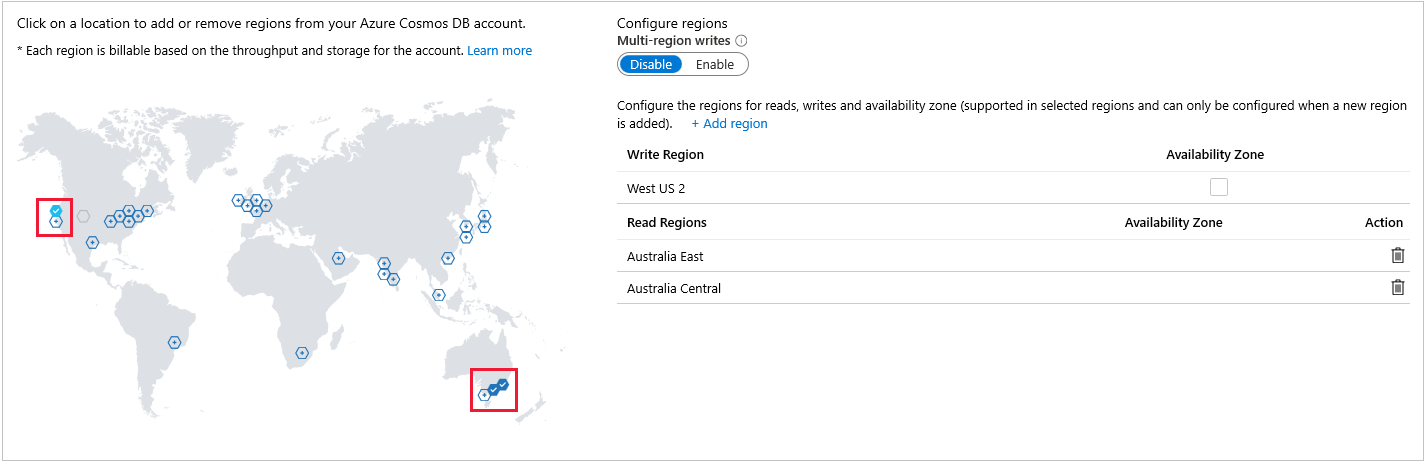 Click on a location to add or remove regions from your Azure Cosmos DB account.
* Each region is billable based on the throughput and storage for the account. Learn more
Configure regions
Multi-region writes
Disable Enable
Configure the regions for reads, writes and availability zone (supported in selected regions and can only be configured when a new region
is added). + Add region
Write Region Availability Zone
West US 2
Read Regions Availability Zone Action
Australia East
Australia Central